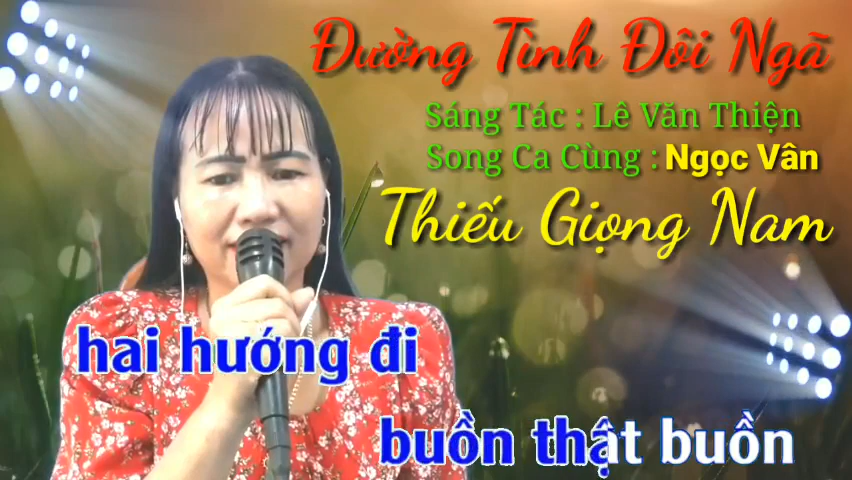 Đường Tình Đôi Ngã
Sáng Tác : Lê Văn Thiện
Song Ca Cùng : Ngọc Vân
Thiếu Giọng Nam
hai hướng đi
buồn thật buồn